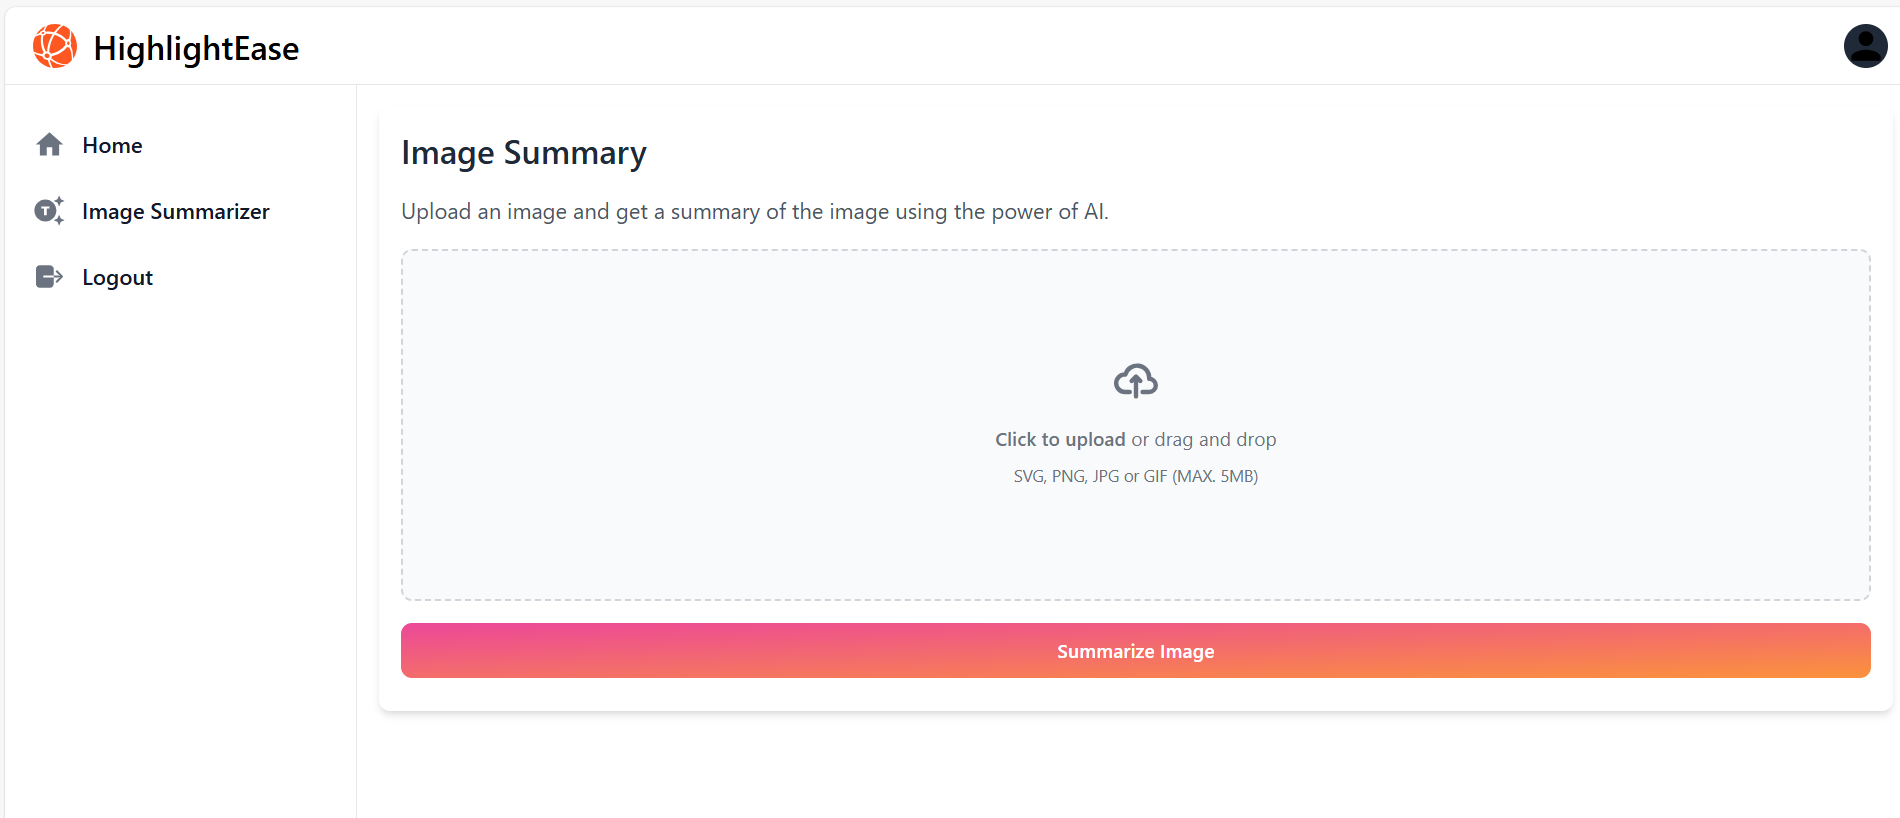 HighlightEase
Home
Image Summarizer
Logout
Image Summary
Upload an image and get a summary of the image using the power of AI.
Click to upload or drag and drop
SVG, PNG, JPG or GIF (MAX. 5MB)
Summarize Image